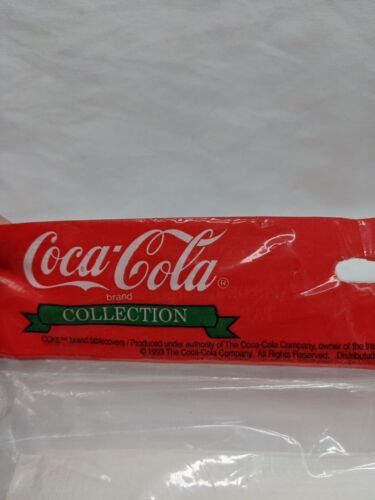 Coca-Cola ®
brand
COLLECTION
COKE™ brand tablecovers / Produced under authority of The Coca-Cola Company, owner of the tra
© 1993 The Coca-Cola Company. All Rights Reserved. Distributed